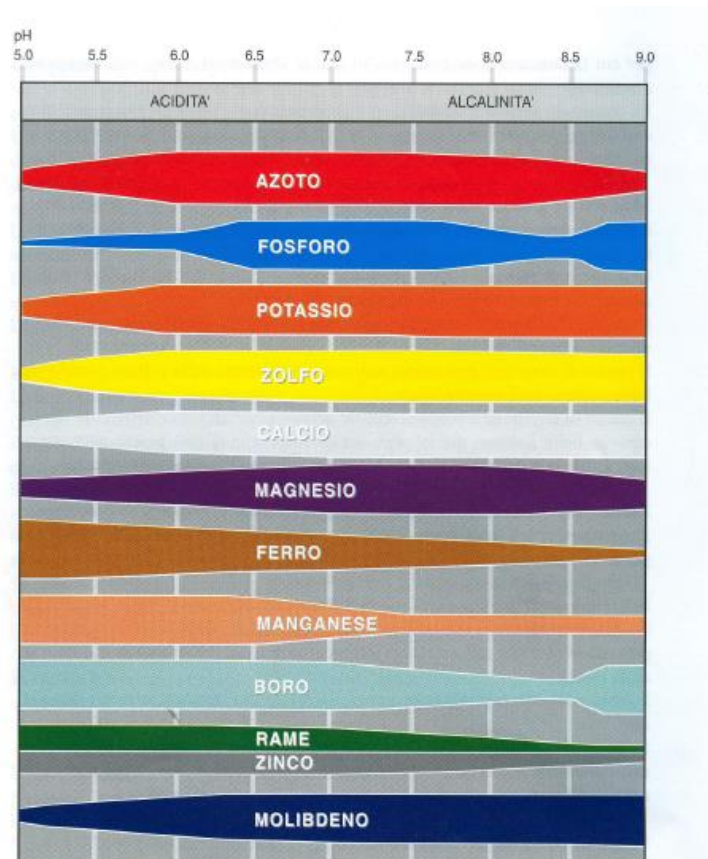 pH
5.0 5.5 6.0 6.5 7.0 7.5 8.0 8.5 9.0
ACIDITA' ALCALINITA'
AZOTO
FOSFORO
POTASSIO
ZOLFO
CALCIO
MAGNESIO
FERRO
MANGANESE
BORO
RAME
ZINCO
MOLIBDENO